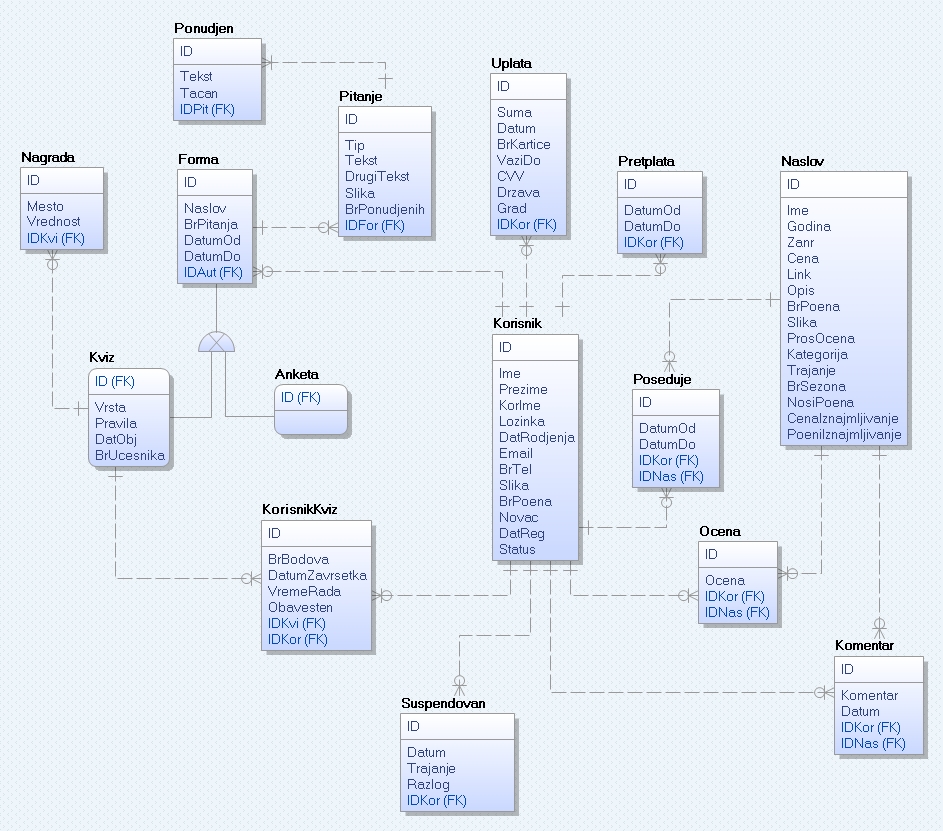 Ponudjen
ID
Tekst
Tacan
IDPit (FK)
Pitanje
ID
Tip
Tekst
DrugiTekst
Slika
BrPonudjenih
IDFor (FK)
Uplata
ID
Suma
Datum
BrKartice
VaziDo
CVV
Drzava
Grad
IDKor (FK)
Nagrada
ID
Mesto
Vrednost
IDKvi (FK)
Forma
ID
Naslov
BrPitanja
DatumOd
DatumDo
IDAut (FK)
Pretplata
ID
DatumOd
DatumDo
IDKor (FK)
Naslov
ID
Ime
Godina
Zanr
Cena
Link
Opis
BrPoena
Slika
ProsOcena
Kategorija
Trajanje
BrSezona
NosiPoena
CenaIznajmljivanje
PoeniIznajmljivanje
Kviz
ID (FK)
Vrsta
Pravila
DatObj
BrUcesnika
Anketa
ID (FK)
Korisnik
ID
Ime
Prezime
KorIme
Lozinka
DatRodjenja
Email
BrTel
Slika
BrPoena
Novac
DatReg
Status
Poseduje
ID
DatumOd
DatumDo
IDKor (FK)
IDNas (FK)
KorisnikKviz
ID
BrBodova
DatumZavrsetka
VremeRada
Obavesten
IDKvi (FK)
IDKor (FK)
Ocena
ID
Ocena
IDKor (FK)
IDNas (FK)
Komentar
ID
Komentar
Datum
IDKor (FK)
IDNas (FK)
Suspendovan
ID
Datum
Trajanje
Razlog
IDKor (FK)